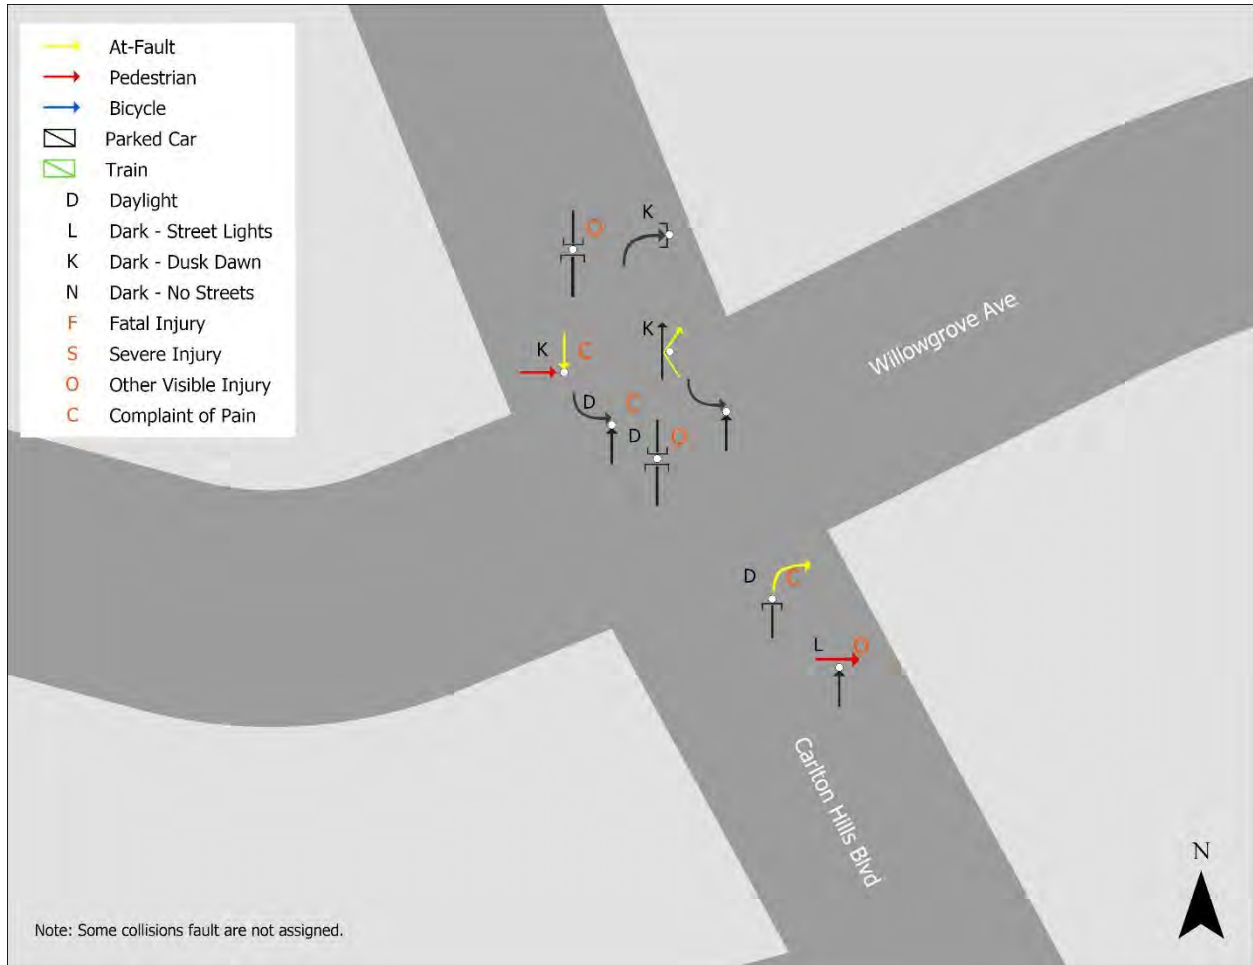 At-Fault
Pedestrian
Bicycle
Parked Car
Train
D Daylight
L Dark - Street Lights
K Dark - Dusk Dawn
N Dark - No Streets
F Fatal Injury
S Severe Injury
O Other Visible Injury
C Complaint of Pain
K
O
K
K C
D C
D O
Willowgrove Ave
D C
L O
Carlton Hills Blvd
N
Note: Some collisions fault are not assigned.